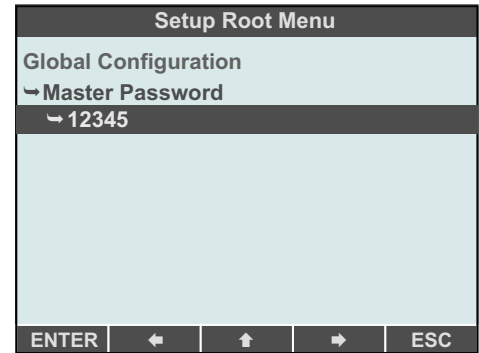 Setup Root Menu
Global Configuration
➥Master Password
➥12345
ENTER 🡄 🡅 🡆 ESC